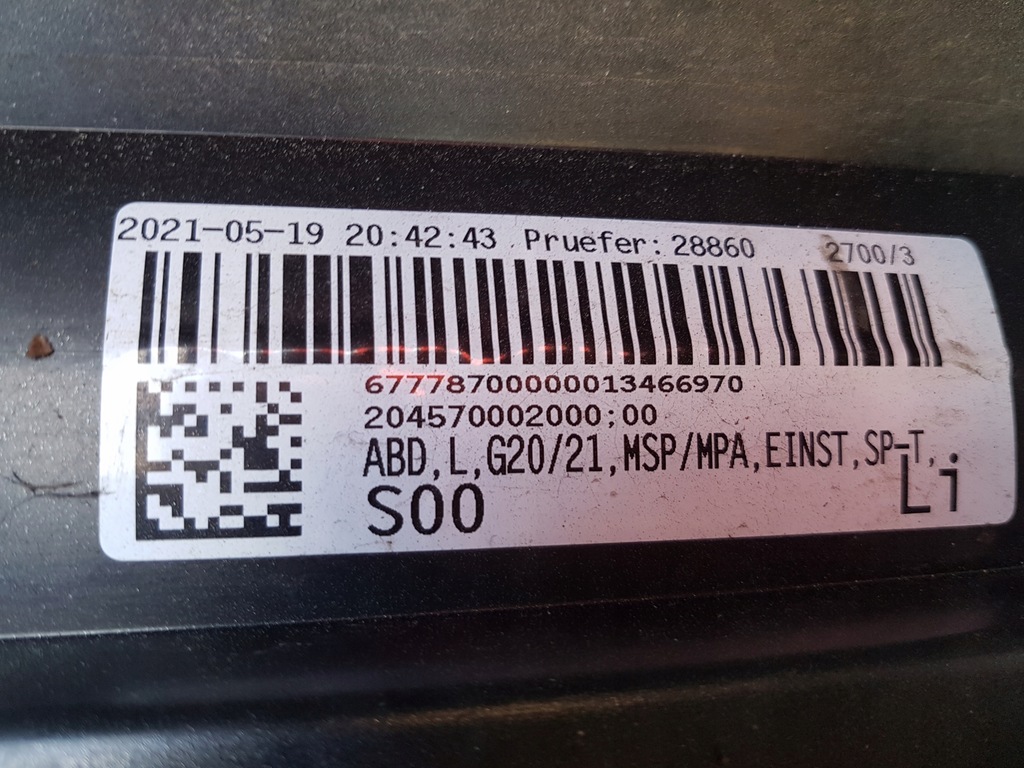 2021-05-19 20:42:43 Pruefer:28860 2700/3
67778700000013466970
204570002000;00
ABD,L,G20/21,MSP/MPA,EINST,SP-T,
S00 Li